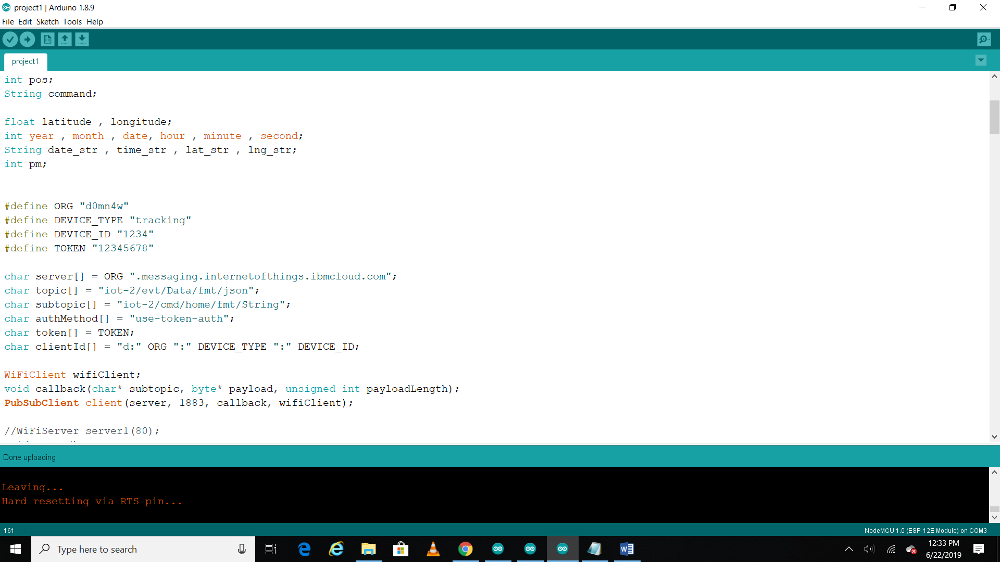 project1 | Arduino 1.8.9
File Edit Sketch Tools Help
project1
int pos;
String command;
float latitude , longitude;
int year , month , date, hour , minute , second;
String date_str , time_str , lat_str , lng_str;
int pm;
#define ORG "d0mn4w"
#define DEVICE_TYPE "tracking"
#define DEVICE_ID "1234"
#define TOKEN "12345678"
char server[] = ORG ".messaging.internetofthings.ibmcloud.com";
char topic[] = "iot-2/evt/Data/fmt/json";
char subtopic[] = "iot-2/cmd/home/fmt/String";
char authMethod[] = "use-token-auth";
char token[] = TOKEN;
char clientId[] = "d:" ORG ":" DEVICE_TYPE ":" DEVICE_ID;
WiFiClient wifiClient;
void callback(char* subtopic, byte* payload, unsigned int payloadLength);
PubSubClient client(server, 1883, callback, wifiClient);
//WiFiServer server1(80);
Done uploading.
Leaving...
Hard resetting via RTS pin...
161
NodeMCU 1.0 (ESP-12E Module) on COM3
Type here to search
12:33 PM
6/22/2019